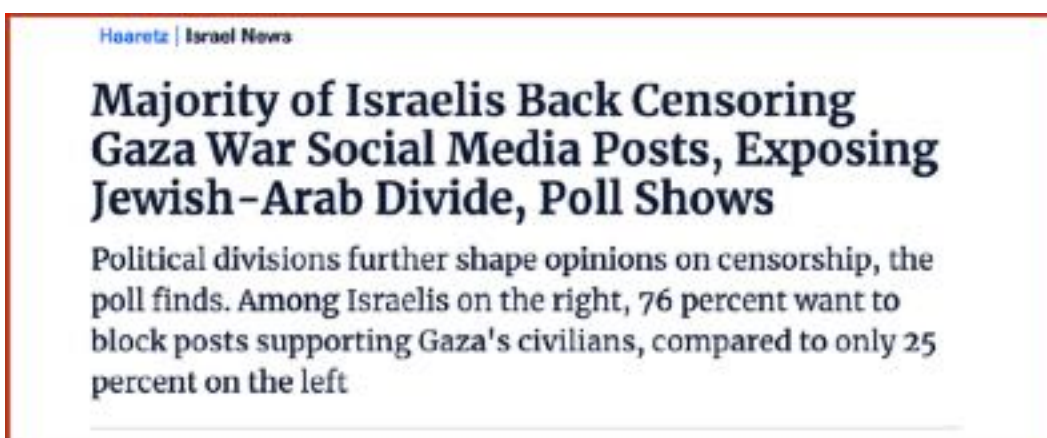 Haaretz | Israel News
Majority of Israelis Back Censoring
Gaza War Social Media Posts, Exposing
Jewish-Arab Divide, Poll Shows
Political divisions further shape opinions on censorship, the
poll finds. Among Israelis on the right, 76 percent want to
block posts supporting Gaza's civilians, compared to only 25
percent on the left